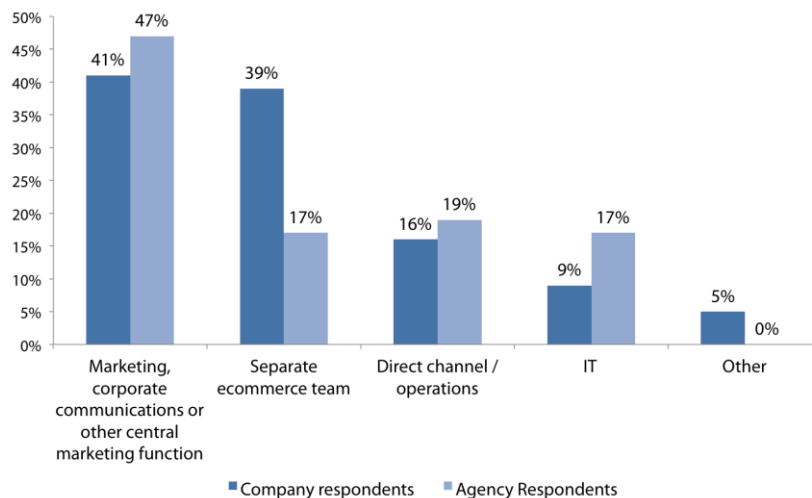 50%
45%
40%
35%
30%
25%
20%
15%
10%
5%
0%
41%
47%
39%
17%
16%
19%
9%
17%
5%
0%
Marketing,
corporate
communications or
other central
marketing function
Separate
ecommerce team
Direct channel /
operations
IT
Other
Company respondents
Agency Respondents